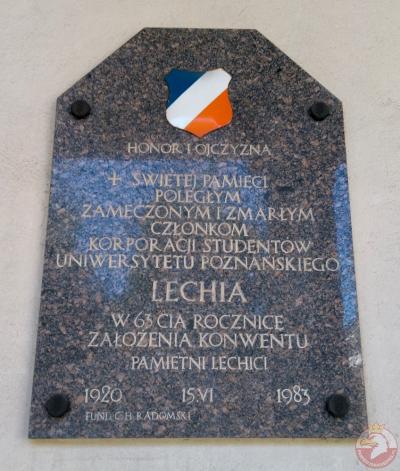 HONOR I OJCZYZNA
+ ŚWIĘTEJ PAMIĘCI
POLEGŁYM
ZAMĘCZONYM I ZMARŁYM
CZŁONKOM
KORPORACJI STUDENTÓW
UNIWERSYTETU POZNAŃSKIEGO
LECHIA
W 63 CIĄ ROCZNICĘ
ZAŁOŻENIA KONWENTU
PAMIĘTNI LECHICI
1920 15.VI 1983
FUND. C.H. RADOMSKI